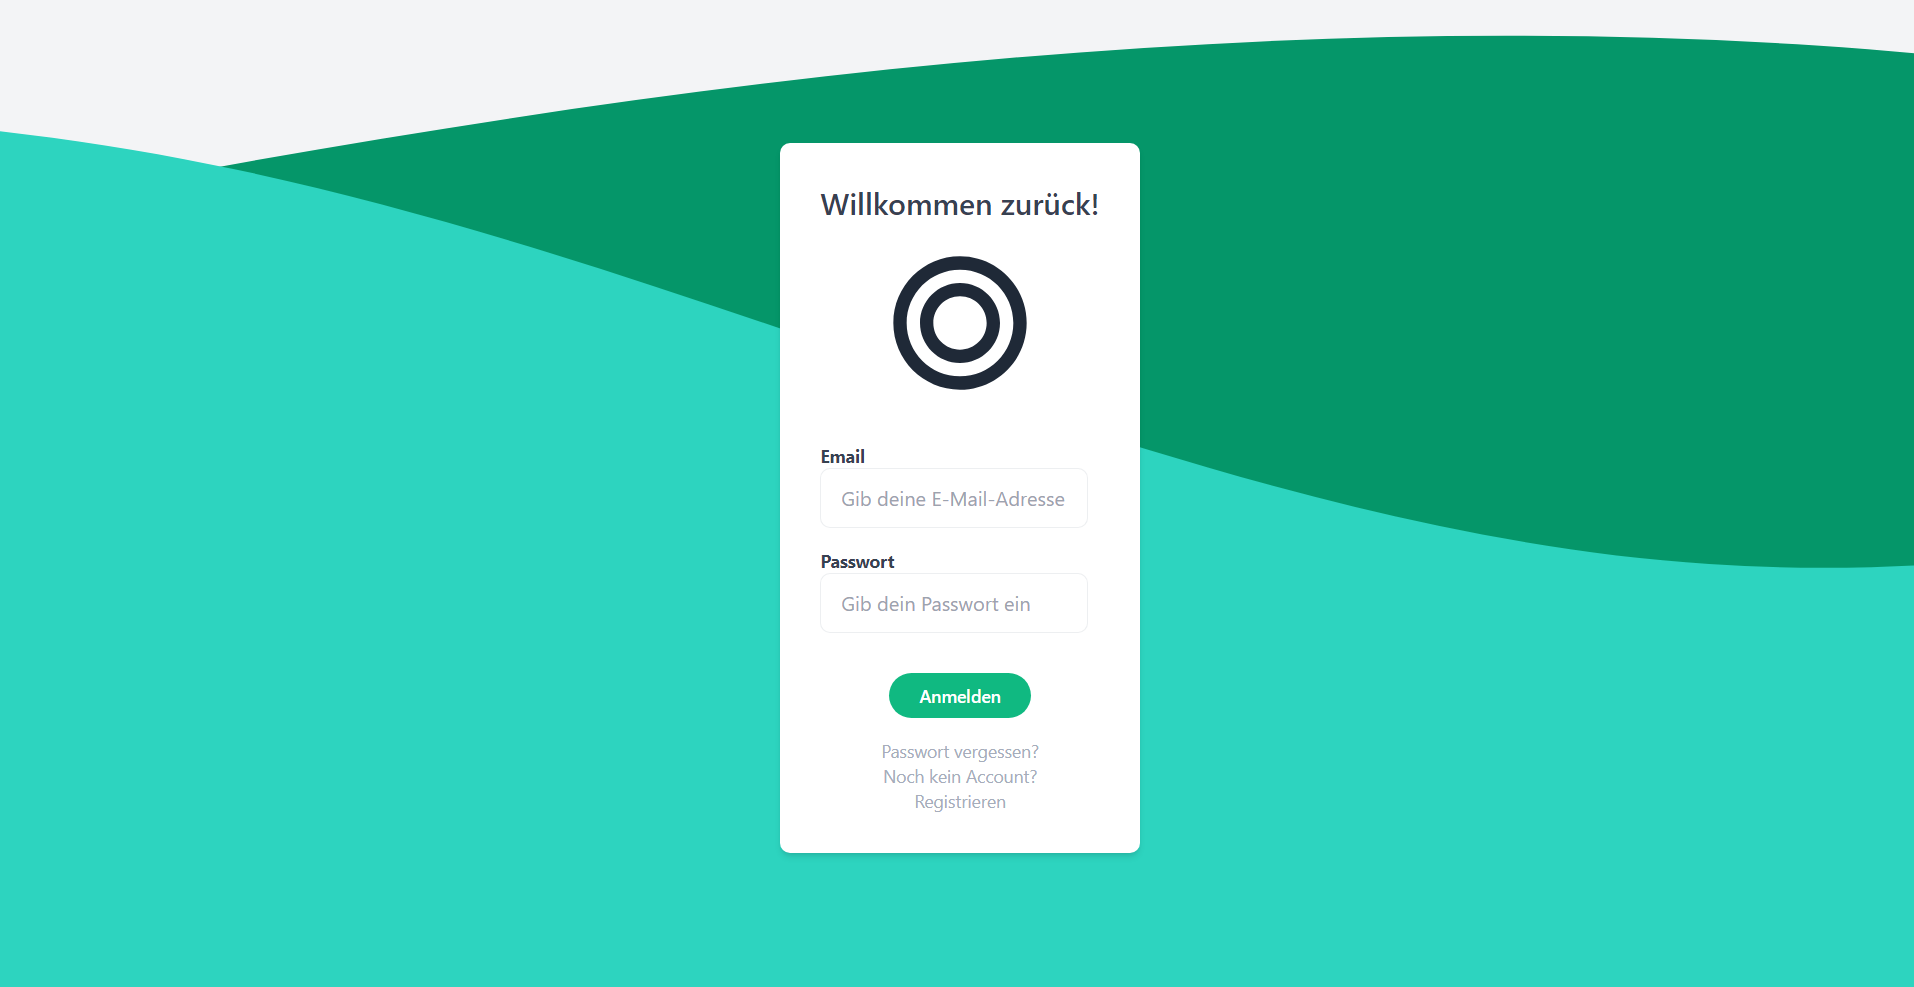 Willkommen zurück!
Email
Gib deine E-Mail-Adresse
Passwort
Gib dein Passwort ein
Anmelden
Passwort vergessen?
Noch kein Account?
Registrieren